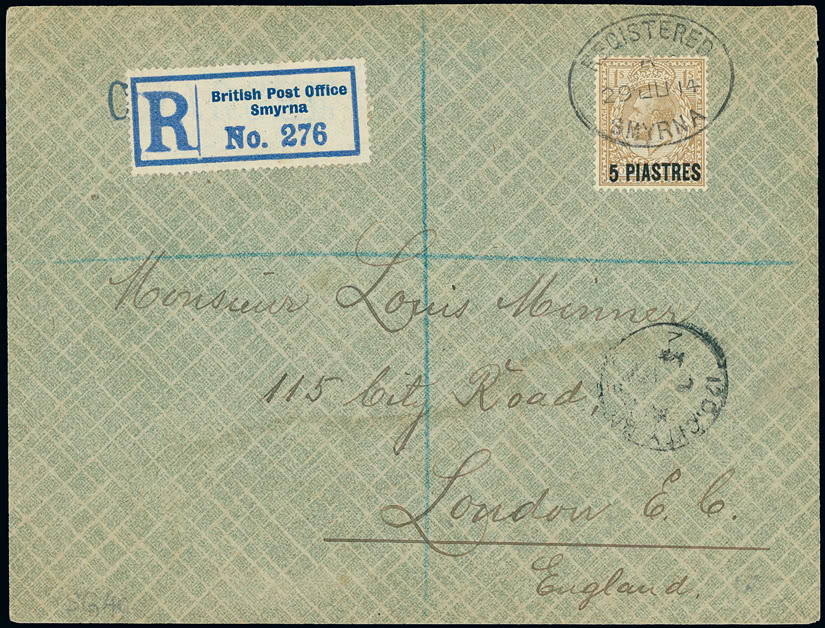 C
R
British Post Office
Smyrna
No. 276
REGISTERED
A
29 JU 14
SMYRNA
5 PIASTRES
Monsieur Louis Minner
115 City Road,
London E. C.
England.